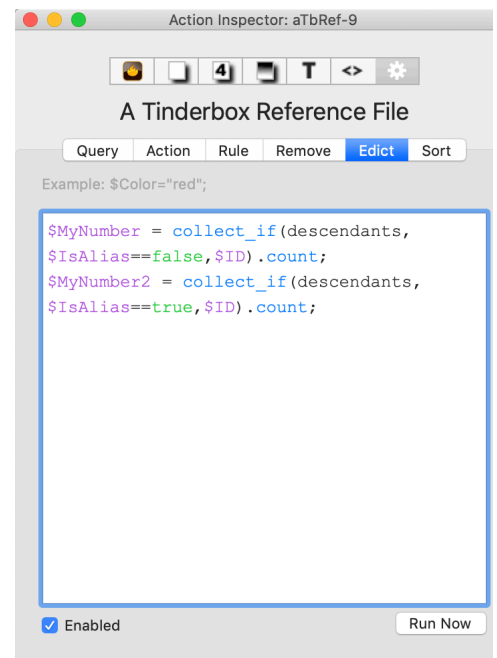 Action Inspector: aTbRef-9
4 T <>
A Tinderbox Reference File
Query Action Rule Remove Edict Sort
Example: $Color="red";
$MyNumber = collect_if(descendants,
$IsAlias==false,$ID).count;
$MyNumber2 = collect_if(descendants,
$IsAlias==true,$ID).count;
Enabled Run Now